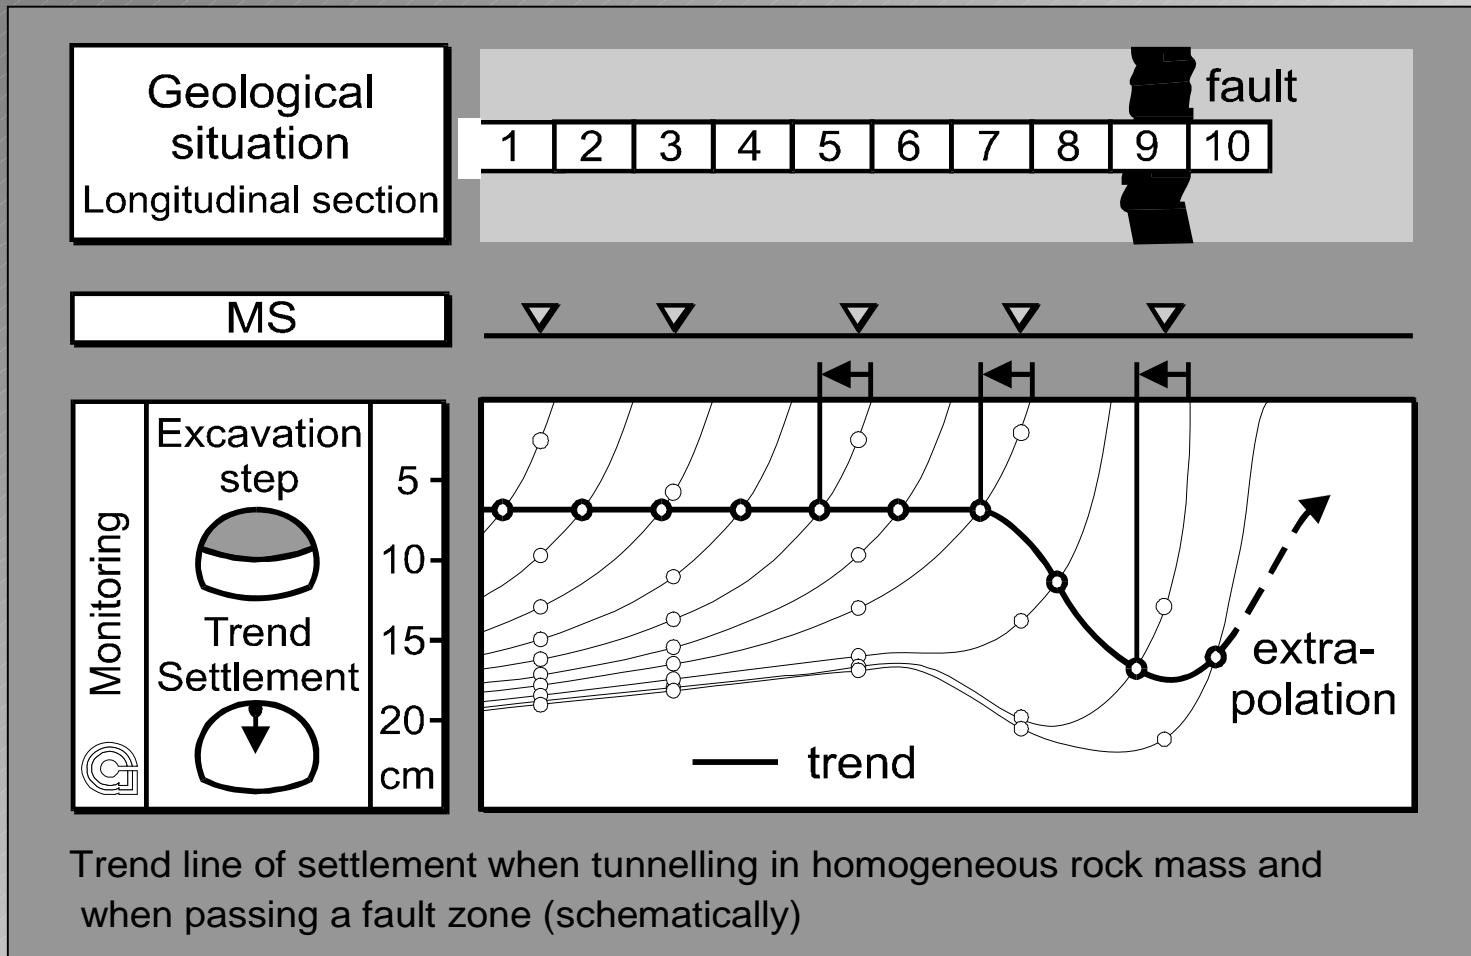 Geological
situation
Longitudinal section
fault
1 2 3 4 5 6 7 8 9 10
MS
Monitoring
Excavation
step
Trend
Settlement
5
10
15
20
cm
extra-
polation
trend
Trend line of settlement when tunnelling in homogeneous rock mass and
when passing a fault zone (schematically)